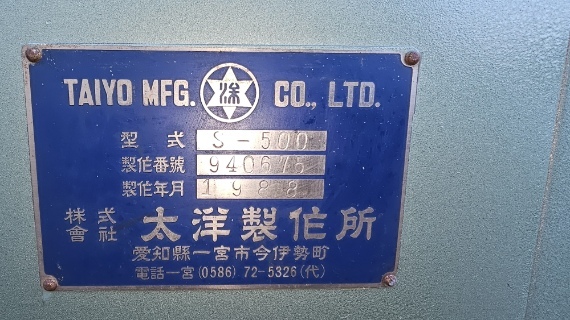 TAIYO MFG. CO., LTD.
型式 S-500
製作番號 940678
製作年月 1988
株式會社 太洋製作所
愛知縣一宮市今伊勢町
電話一宮(0586)72-5326(代)